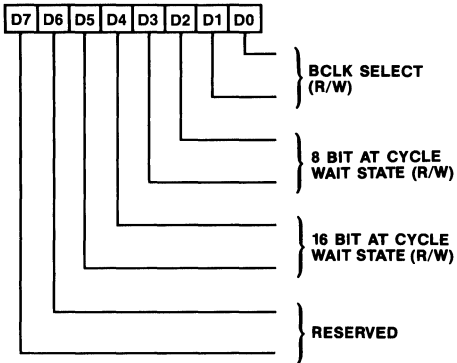 D7 D6 D5 D4 D3 D2 D1 D0
BCLK SELECT
(R/W)
8 BIT AT CYCLE
WAIT STATE (R/W)
16 BIT AT CYCLE
WAIT STATE (R/W)
RESERVED